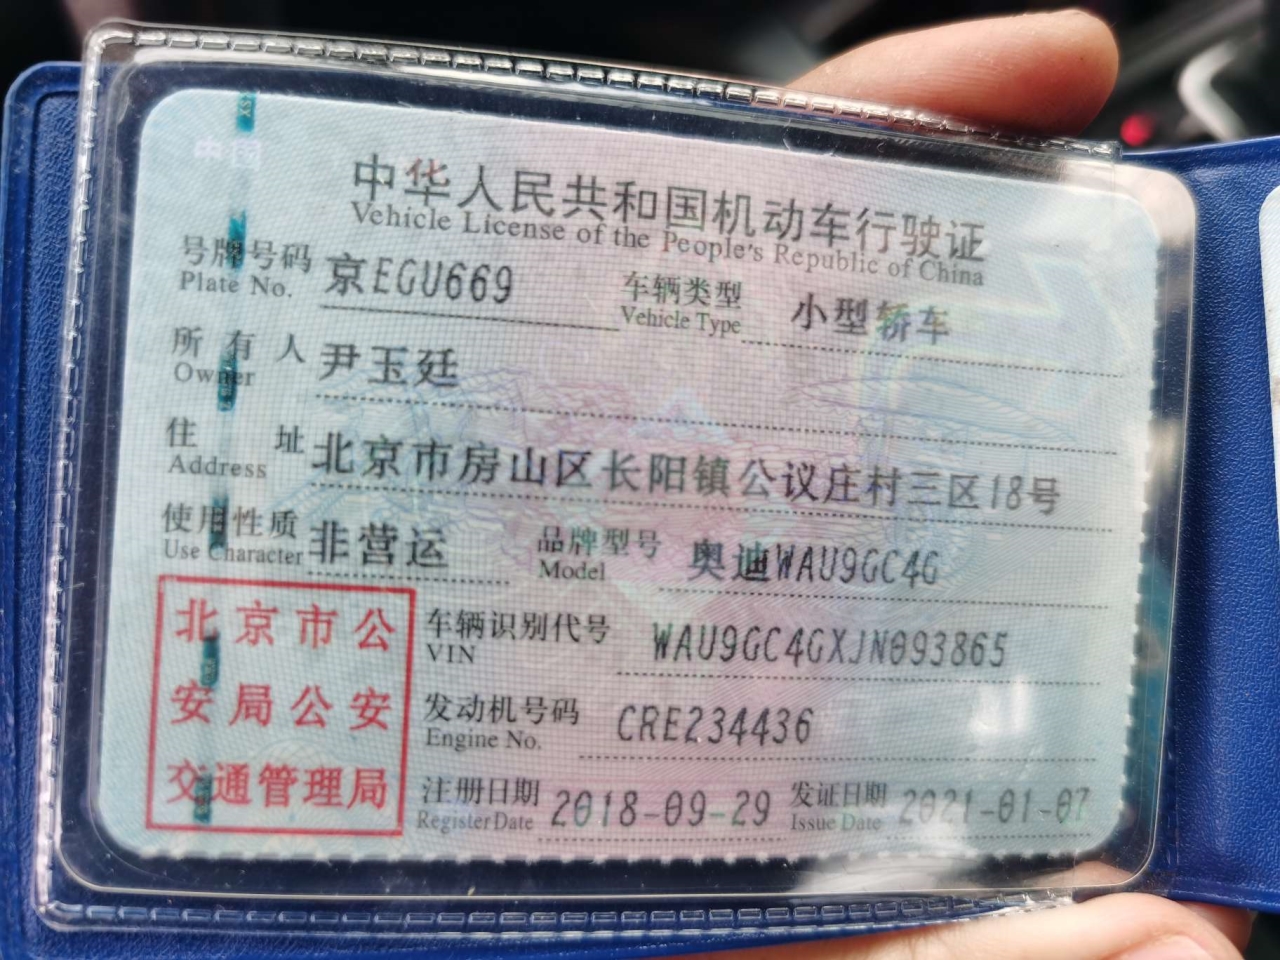 中华人民共和国机动车行驶证
Vehicle License of the People's Republic of China
号牌号码 京EGU669 车辆类型 小型轿车
Plate No. Vehicle Type
所有人 尹玉廷
Owner
住址 北京市房山区长阳镇公议庄村三区18号
Address
使用性质 非营运 品牌型号 奥迪WAU9GC4G
Use Character Model
北京市公
安局公安
交通管理局
车辆识别代号 WAU9GC4GXJN093865
VIN
发动机号码 CRE234436
Engine No.
注册日期 2018-09-29 发证日期 2021-01-07
Register Date Issue Date